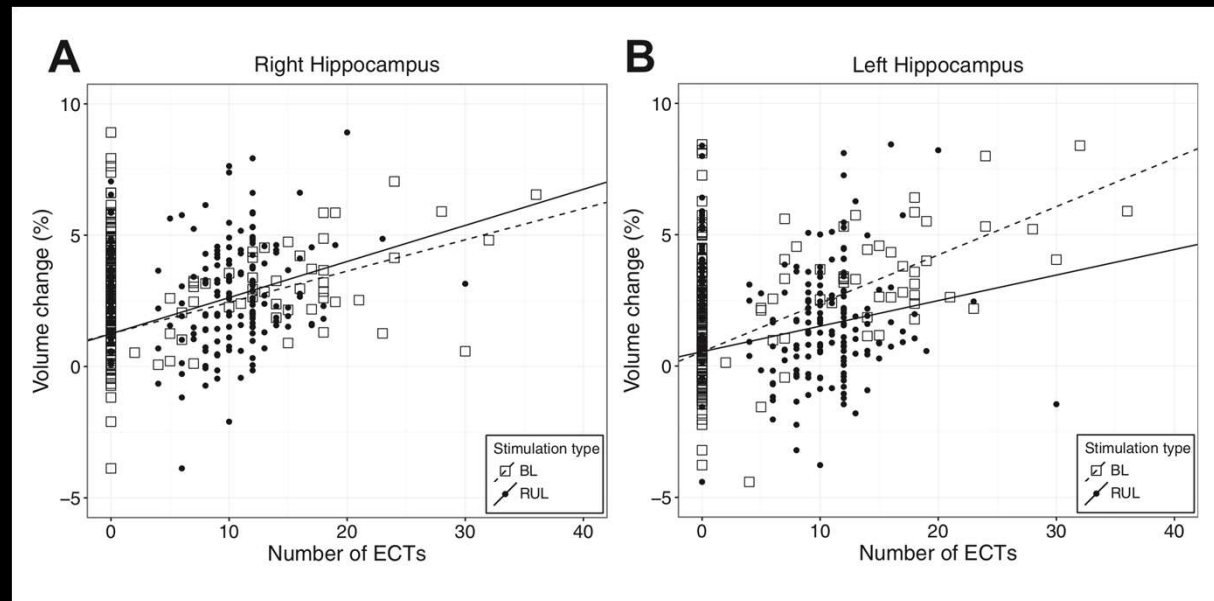 A
Right Hippocampus
Volume change (%)
10
5
0
−5
0
10
20
30
40
Number of ECTs
Stimulation type
BL
RUL
B
Left Hippocampus
Volume change (%)
10
5
0
−5
0
10
20
30
40
Number of ECTs
Stimulation type
BL
RUL